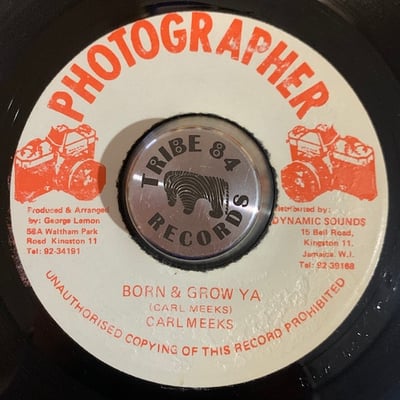 PHOTOGRAPHER
TRIBE 84
RECORDS
Produced & Arranged
by: George Lemon
58A Waltham Park
Road Kingston 11
Tel: 92-34191
Distributed by:
DYNAMIC SOUNDS
15 Bell Road,
Kingston 11.
Jamaica W.I.
Tel: 92-39168
BORN & GROW YA
(CARL MEEKS)
CARL MEEKS
UNAUTHORISED COPYING OF THIS RECORD PROHIBITED